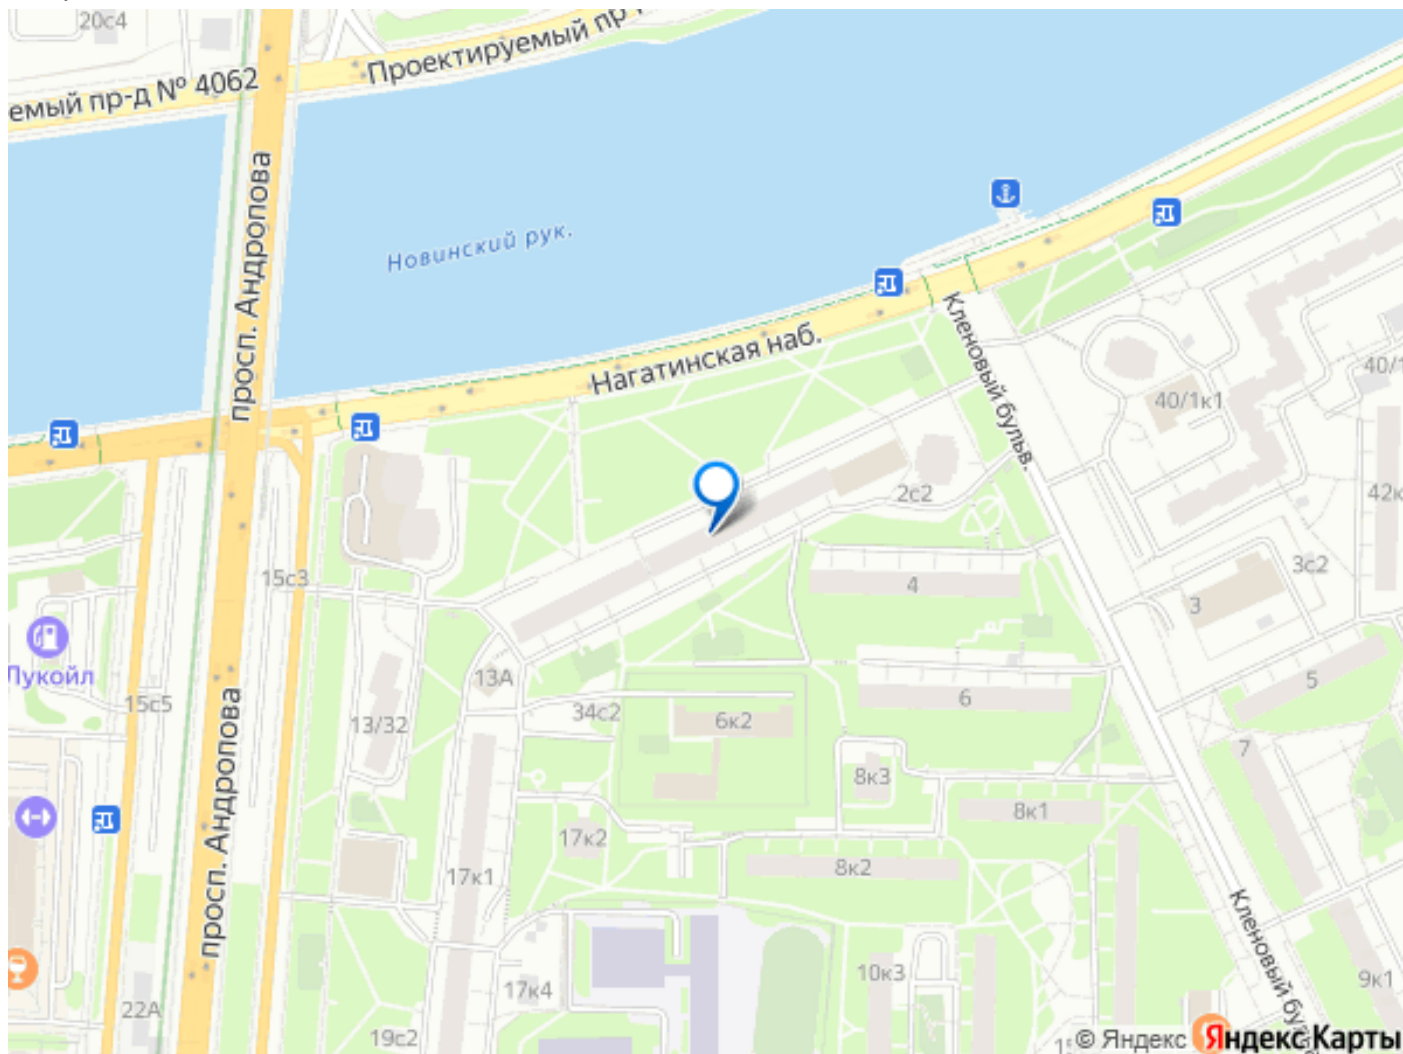 20с4
Проектируемый пр-
емый пр-д № 4062
просп. Андропова
Новинский рук.
Нагатинская наб.
Кленовый бульв.
40/1
40/1к1
42к
2с2
3с2
15с3
4
3
Лукойл
13А
5
15с5
34с2
6
13/32
6к2
7
8к3
8к1
17к2
8к2
17к1
просп. Андропова
Кленовый буль
10к3
9к1
17к4
22А
19с2
© Яндекс
Яндекс Карты